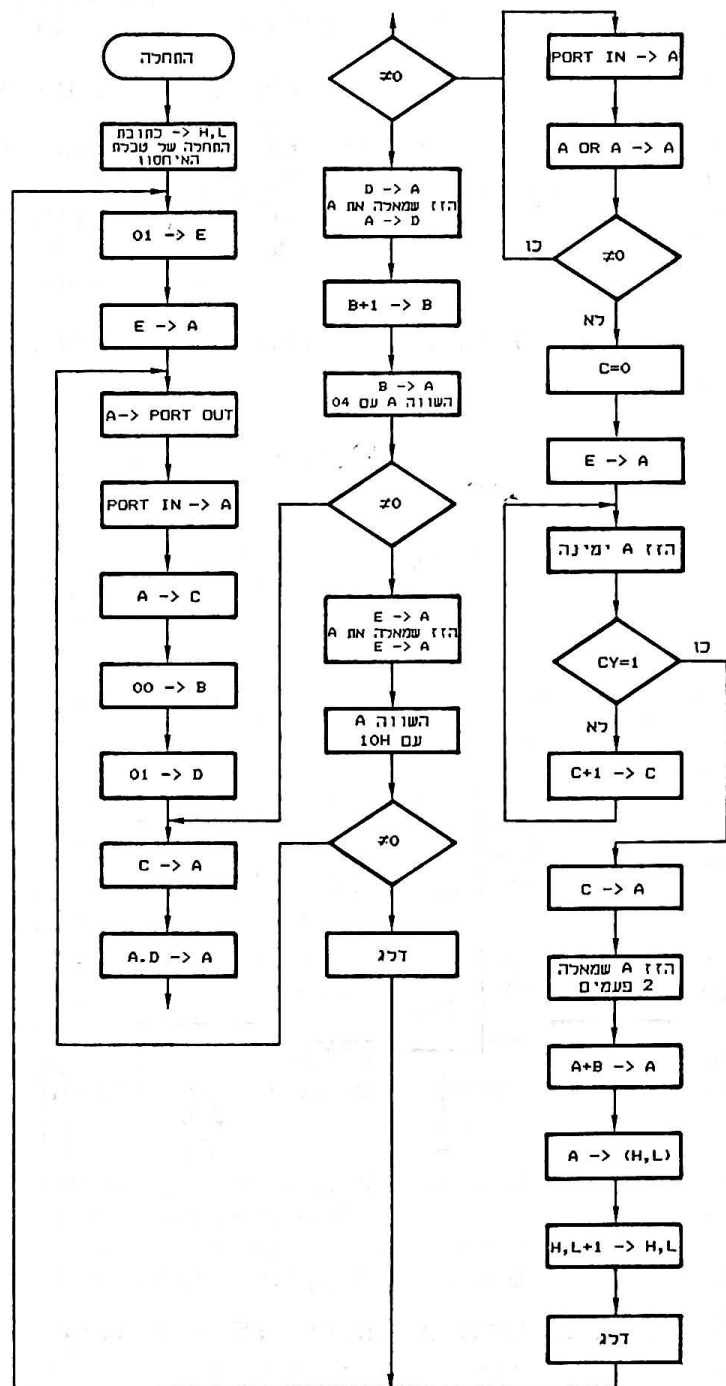 התחלה
H,L <- כתובת
התחלה של טבלת
האיחסון
01 -> E
E -> A
A-> PORT OUT
PORT IN -> A
A -> C
00 -> B
01 -> D
C -> A
A.D -> A
≠0
D -> A
הזז שמאלה את A
A -> D
B+1 -> B
B -> A
השווה A עם 04
≠0
E -> A
הזז שמאלה את A
E -> A
השווה A
עם 10H
≠0
דלג
PORT IN -> A
A OR A -> A
≠0
כן
לא
C=0
E -> A
הזז A ימינה
CY=1
כן
לא
C+1 -> C
C -> A
הזז A שמאלה
2 פעמים
A+B -> A
A -> (H,L)
H,L+1 -> H,L
דלג